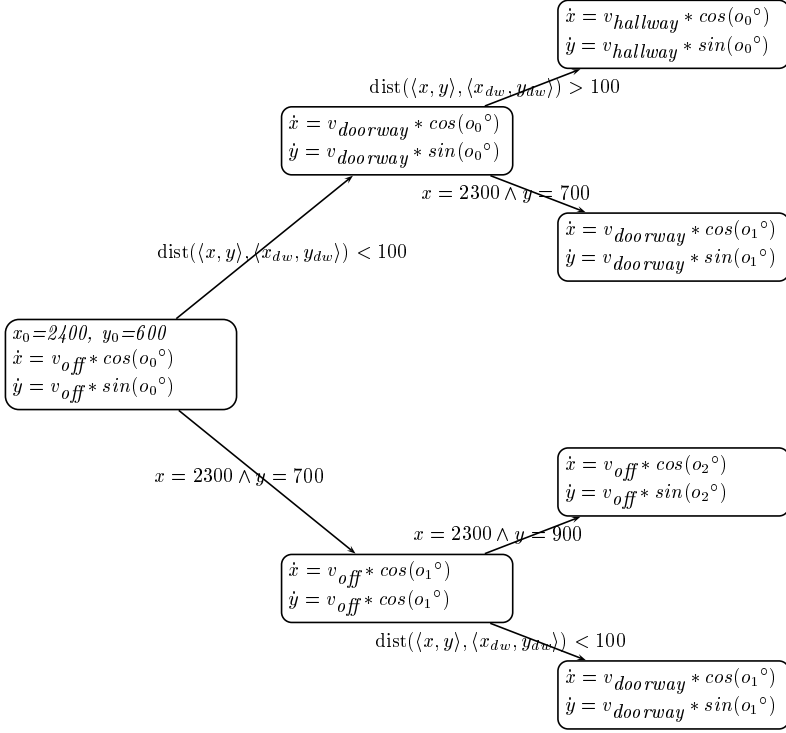 ẋ = v_hallway * cos(o₀°)
ẏ = v_hallway * sin(o₀°)
dist(⟨x, y⟩, ⟨x_dw, y_dw⟩) > 100
ẋ = v_doorway * cos(o₀°)
ẏ = v_doorway * sin(o₀°)
x = 2300 ∧ y = 700
ẋ = v_doorway * cos(o₁°)
ẏ = v_doorway * sin(o₁°)
dist(⟨x, y⟩, ⟨x_dw, y_dw⟩) < 100
x₀=2400, y₀=600
ẋ = v_off * cos(o₀°)
ẏ = v_off * sin(o₀°)
x = 2300 ∧ y = 700
ẋ = v_off * cos(o₂°)
ẏ = v_off * sin(o₂°)
x = 2300 ∧ y = 900
ẋ = v_off * cos(o₁°)
ẏ = v_off * cos(o₁°)
dist(⟨x, y⟩, ⟨x_dw, y_dw⟩) < 100
ẋ = v_doorway * cos(o₁°)
ẏ = v_doorway * sin(o₁°)